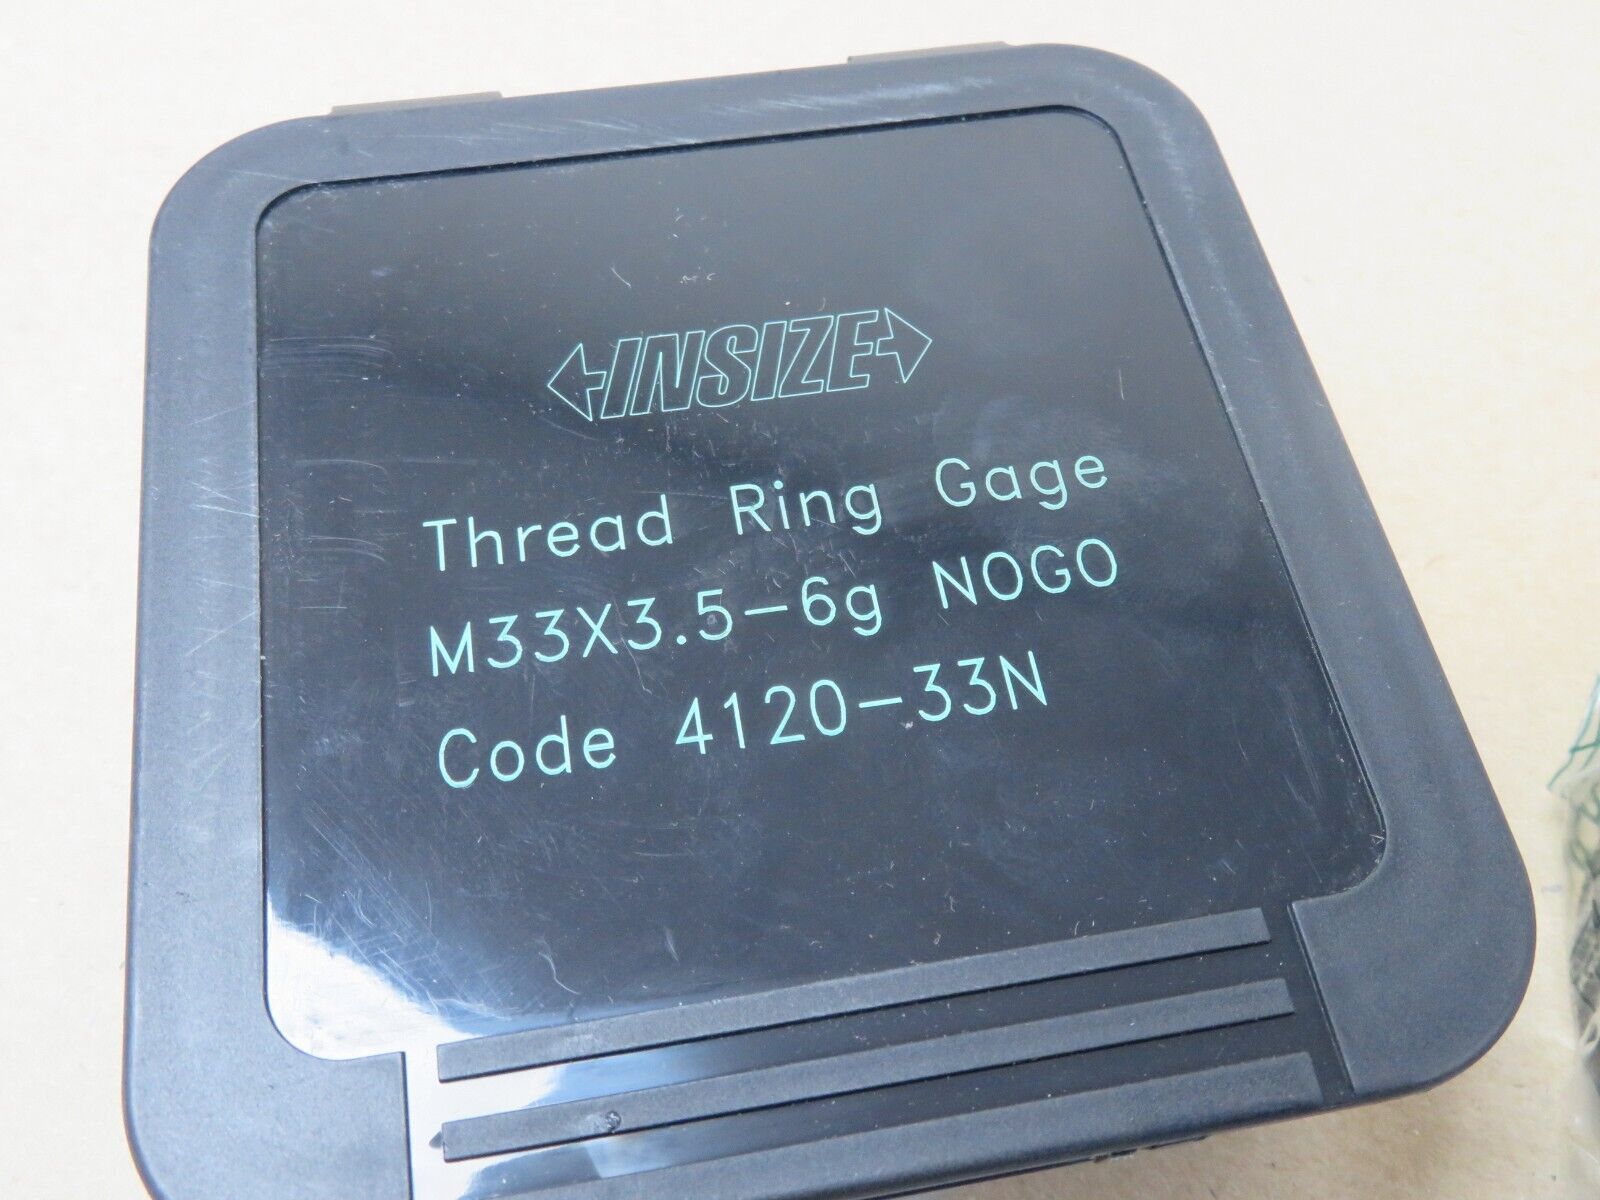 INSIZE
Thread Ring Gage
M33X3.5-6g NOGO
Code 4120-33N